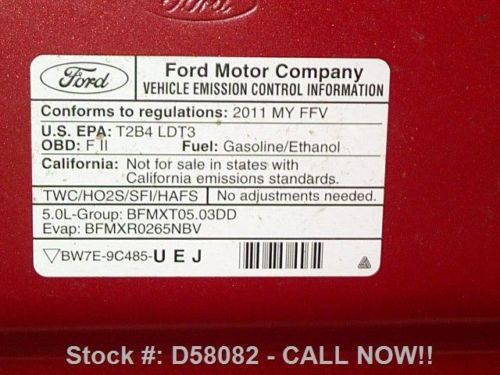 Ford
Ford
Ford Motor Company
VEHICLE EMISSION CONTROL INFORMATION
Conforms to regulations: 2011 MY FFV
U.S. EPA: T2B4 LDT3
OBD: F II Fuel: Gasoline/Ethanol
California: Not for sale in states with
California emissions standards.
TWC/HO2S/SFI/HAFS No adjustments needed.
5.0L-Group: BFMXT05.03DD
Evap: BFMXR0265NBV
BW7E-9C485-U E J
Stock #: D58082 - CALL NOW!!